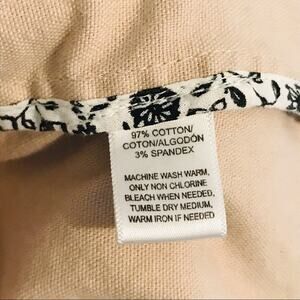 97% COTTON/
COTON/ALGODÓN
3% SPANDEX
MACHINE WASH WARM,
ONLY NON CHLORINE
BLEACH WHEN NEEDED,
TUMBLE DRY MEDIUM,
WARM IRON IF NEEDED